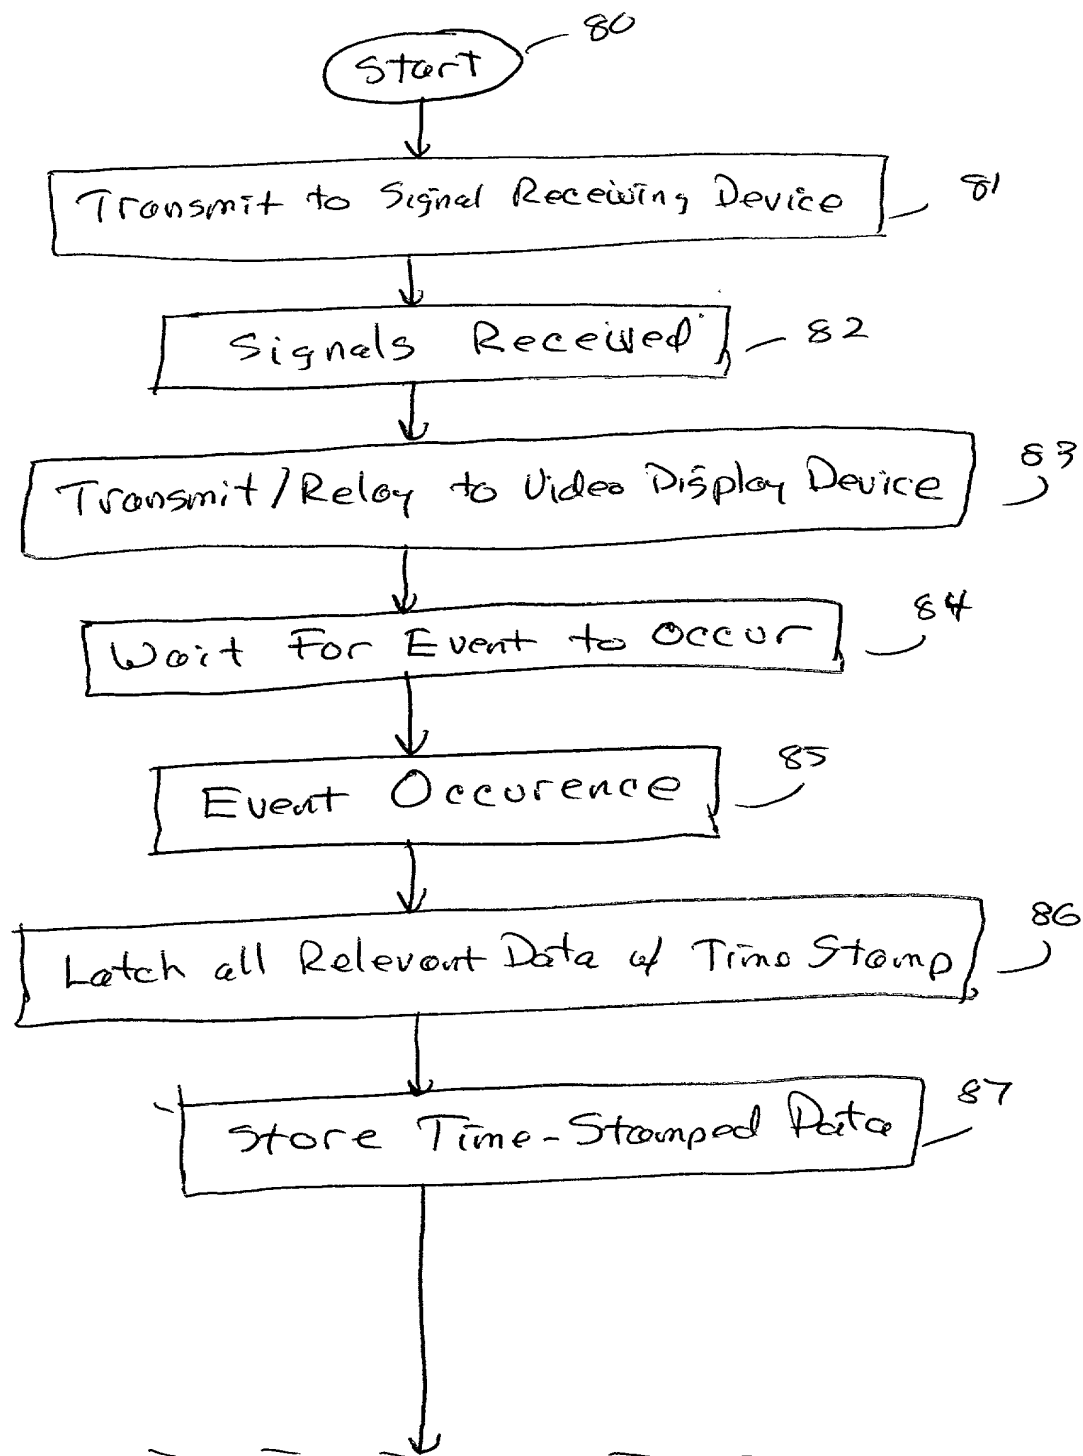 80
Start
Transmit to Signal Receiving Device
81
Signals Received
82
Transmit/Relay to Video Display Device
83
Wait For Event to Occur
84
Event Occurence
85
Latch all Relevant Data w/ Time Stamp
86
Store Time-Stamped Data
87